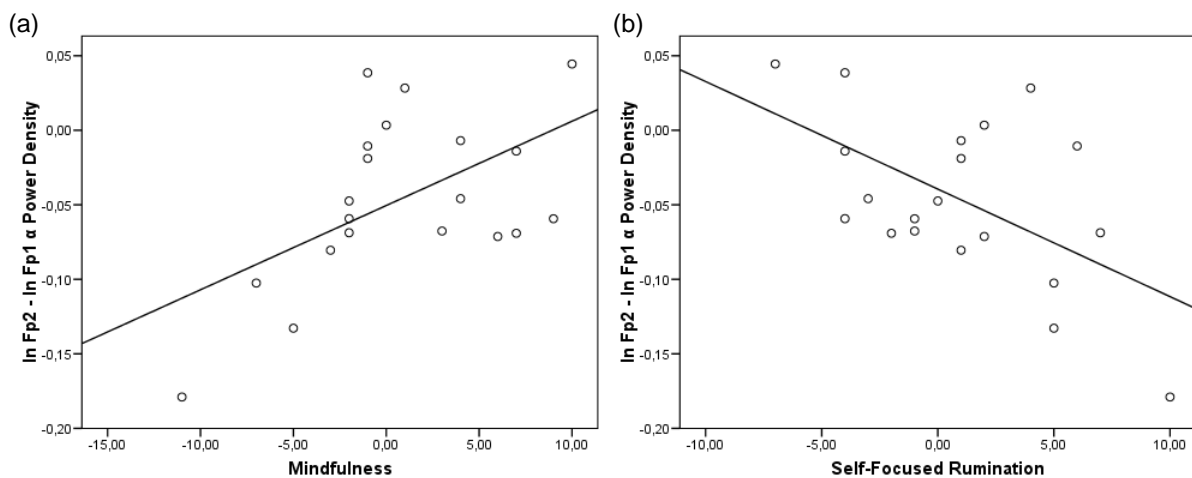 (a)
(b)
ln Fp2 - ln Fp1 α Power Density
0,05
0,00
-0,05
-0,10
-0,15
-0,20
-15,00 -10,00 -5,00 0,00 5,00 10,00
Mindfulness
ln Fp2 - ln Fp1 α Power Density
0,05
0,00
-0,05
-0,10
-0,15
-0,20
-10,00 -5,00 0,00 5,00 10,00
Self-Focused Rumination